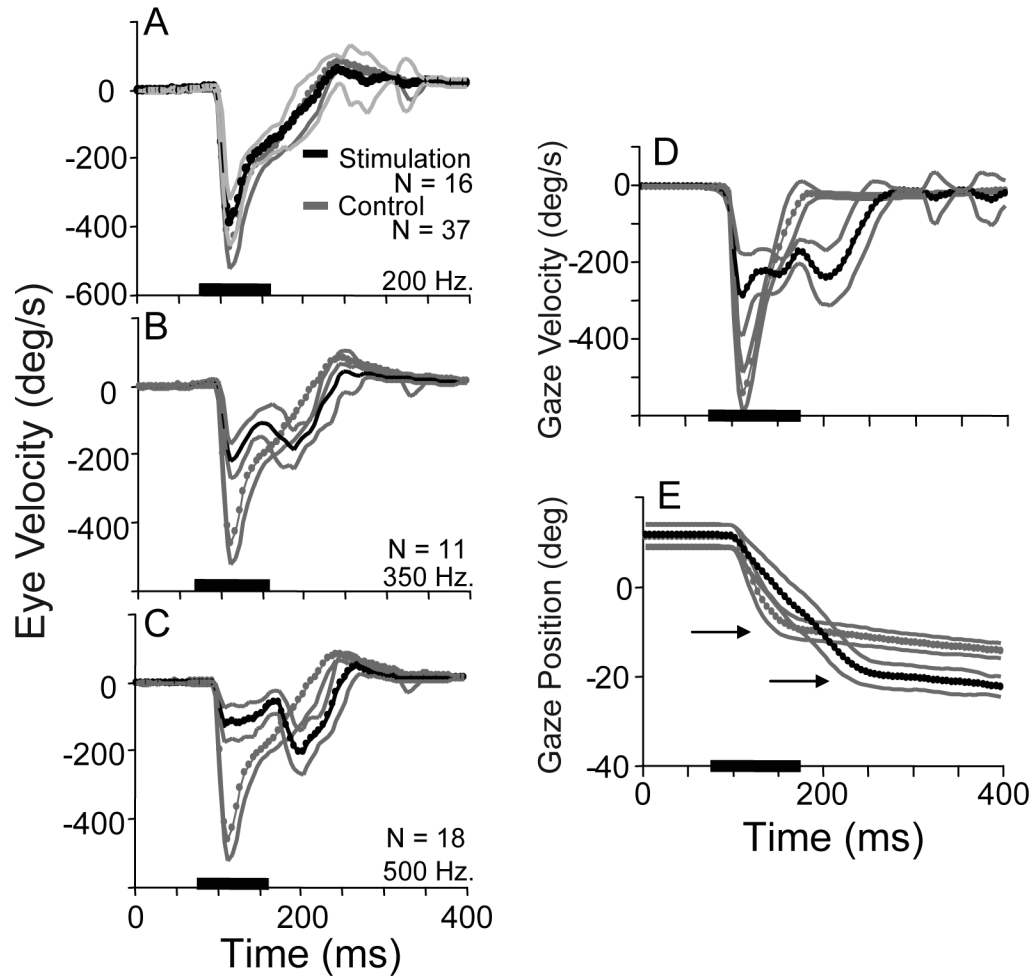 A
0
-200
-400
-600
Stimulation
N = 16
Control
N = 37
200 Hz.
Eye Velocity (deg/s)
B
0
-200
-400
N = 11
350 Hz.
C
0
-200
-400
N = 18
500 Hz.
0
200
400
Time (ms)
D
0
-200
-400
Gaze Velocity (deg/s)
E
0
-20
-40
Gaze Position (deg)
0
200
400
Time (ms)